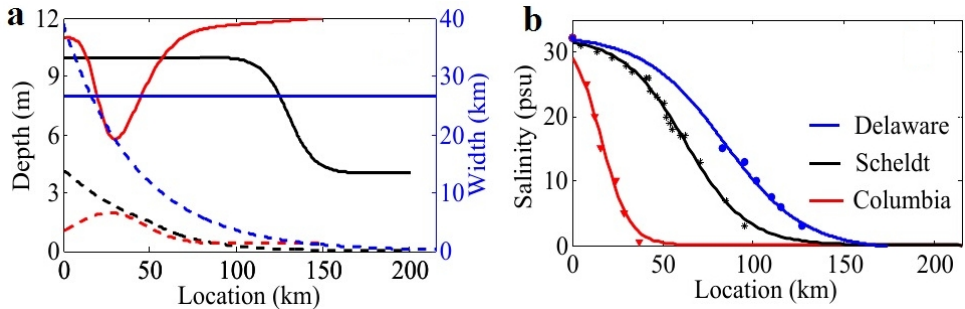 a
12
9
6
3
0
Depth (m)
40
30
20
10
0
Width (km)
0 50 100 150 200
Location (km)
b
30
20
10
0
Salinity (psu)
Delaware
Scheldt
Columbia
0 50 100 150 200
Location (km)